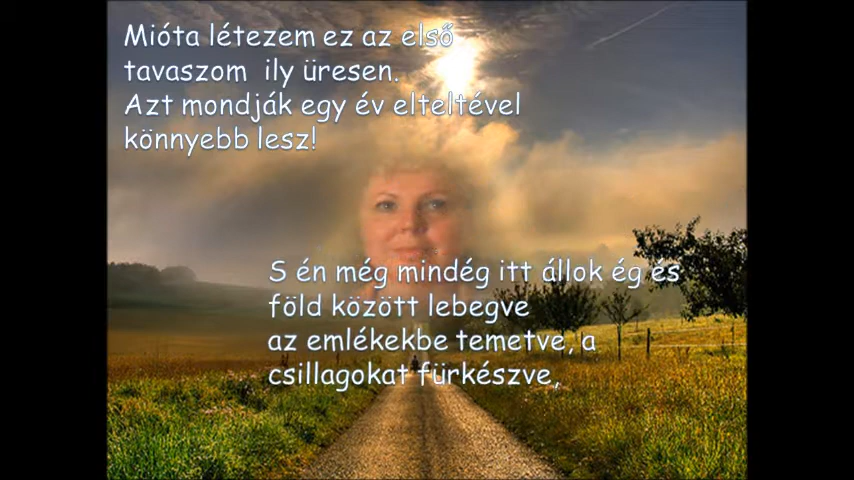 Mióta létezem ez az első
tavaszom ily üresen.
Azt mondják egy év elteltével
könnyebb lesz!
S én még mindég itt állok ég és
föld között lebegve
az emlékekbe temetve, a
csillagokat fürkészve,